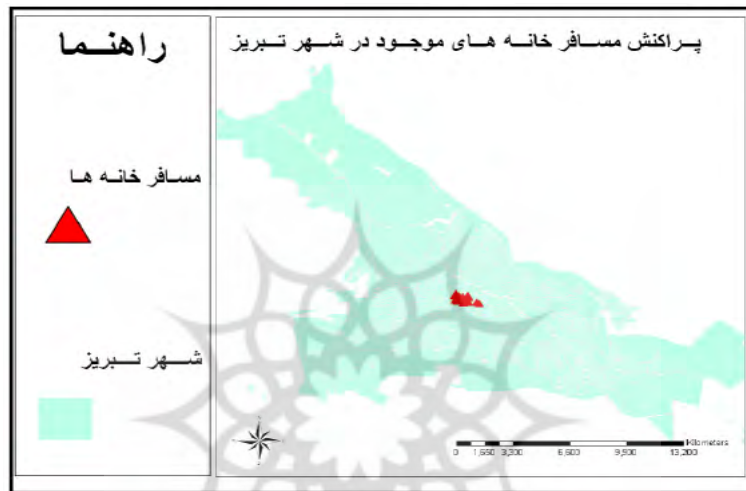 پراکنش مسافر خانه های موجود در شهر تبریز
راهنما
مسافر خانه ها
شهر تبریز
Kilometers
0 1,650 3,300 6,600 9,900 13,200